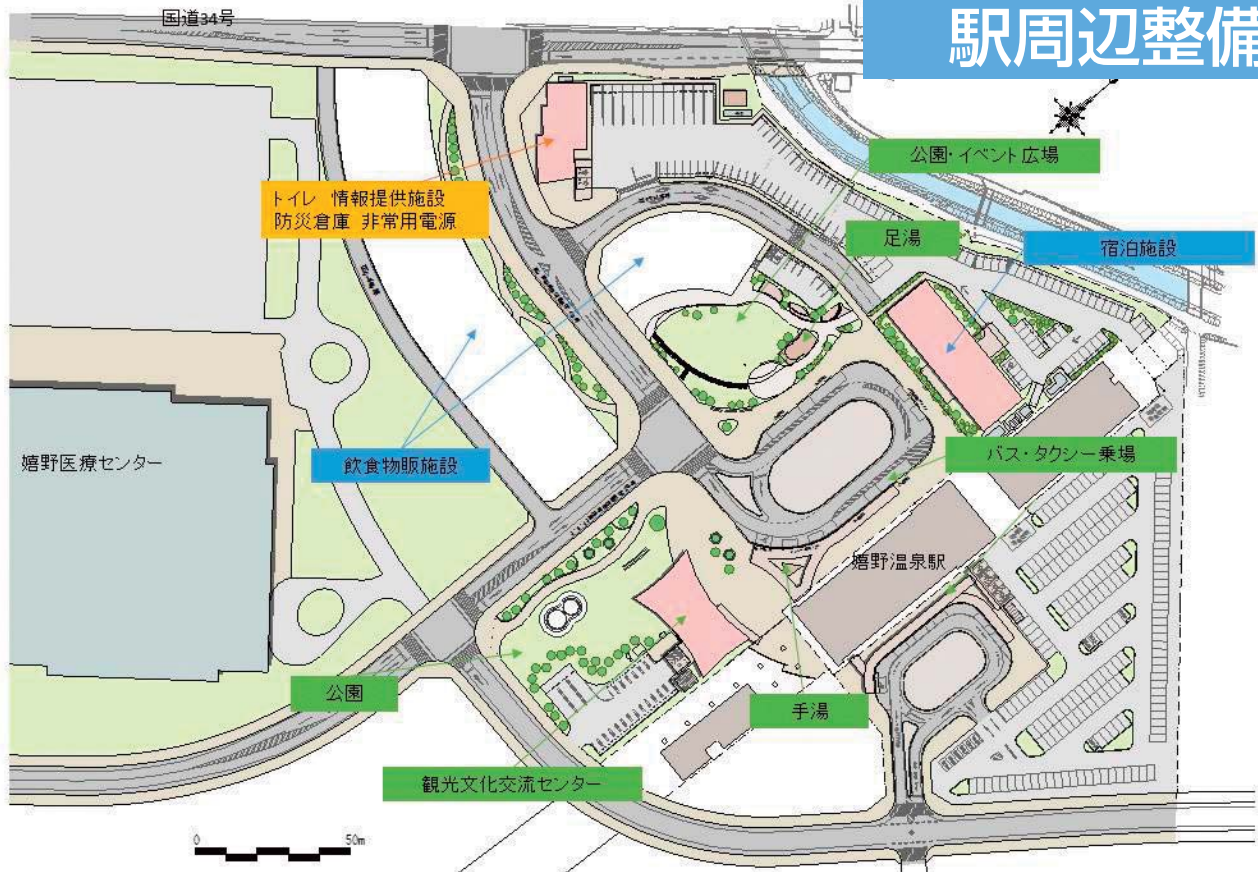 国道34号
駅周辺整備
公園・イベント広場
トイレ 情報提供施設
防災倉庫 非常用電源
足湯
宿泊施設
嬉野医療センター
飲食物販施設
バス・タクシー乗場
嬉野温泉駅
公園
手湯
観光文化交流センター
0 50m